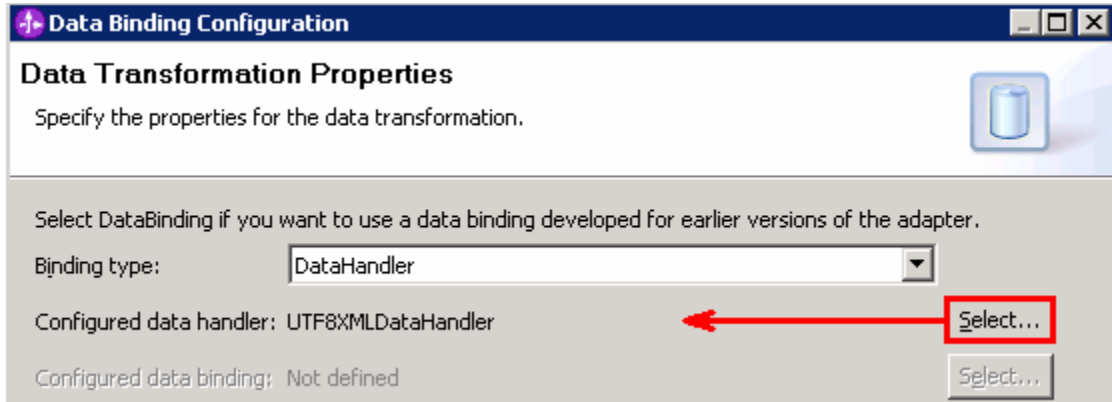 Data Binding Configuration
Data Transformation Properties
Specify the properties for the data transformation.
Select DataBinding if you want to use a data binding developed for earlier versions of the adapter.
Binding type: DataHandler
Configured data handler: UTF8XMLDataHandler Select...
Configured data binding: Not defined Select...